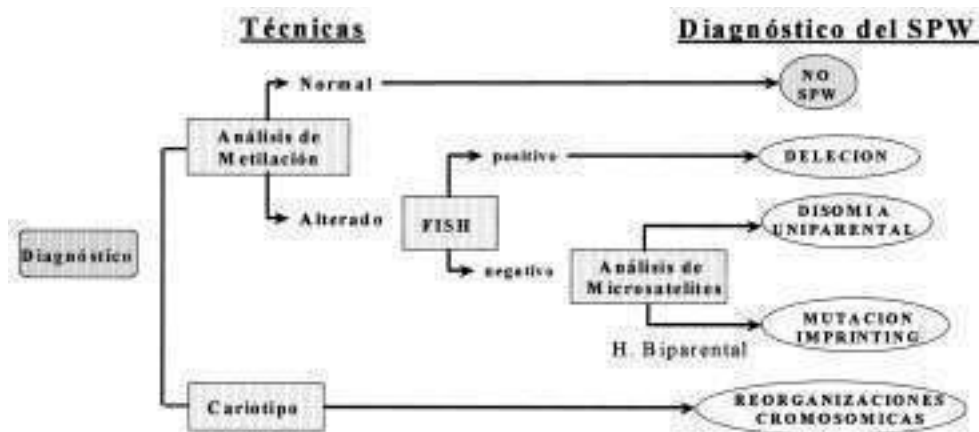 Técnicas
Diagnóstico del SPW
Normal
NO
SPW
Análisis de
Metilación
positivo
DELECION
Alterado
FISH
DISOMIA
UNIPARENTAL
Diagnóstico
negativo
Análisis de
Microsatelitos
MUTACION
IMPRINTING
H. Biparental
Cariotipo
REORGANIZACIONES
CROMOSOMICAS